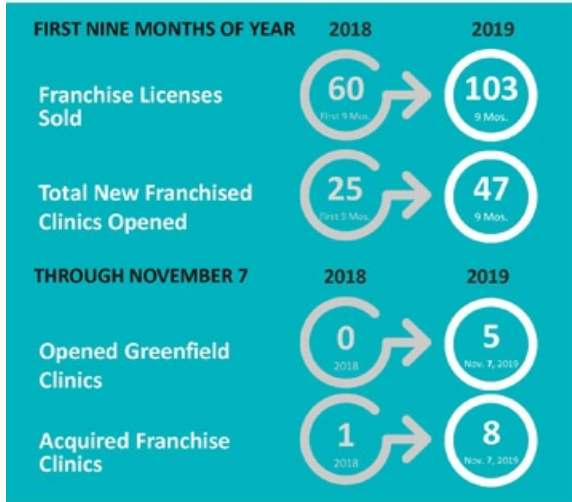 FIRST NINE MONTHS OF YEAR 2018 2019
Franchise Licenses
Sold
60
First 9 Mos.
103
9 Mos.
Total New Franchised
Clinics Opened
25
First 9 Mos.
47
9 Mos.
THROUGH NOVEMBER 7 2018 2019
Opened Greenfield
Clinics
0
2018
5
Nov. 7, 2019
Acquired Franchise
Clinics
1
2018
8
Nov. 7, 2019